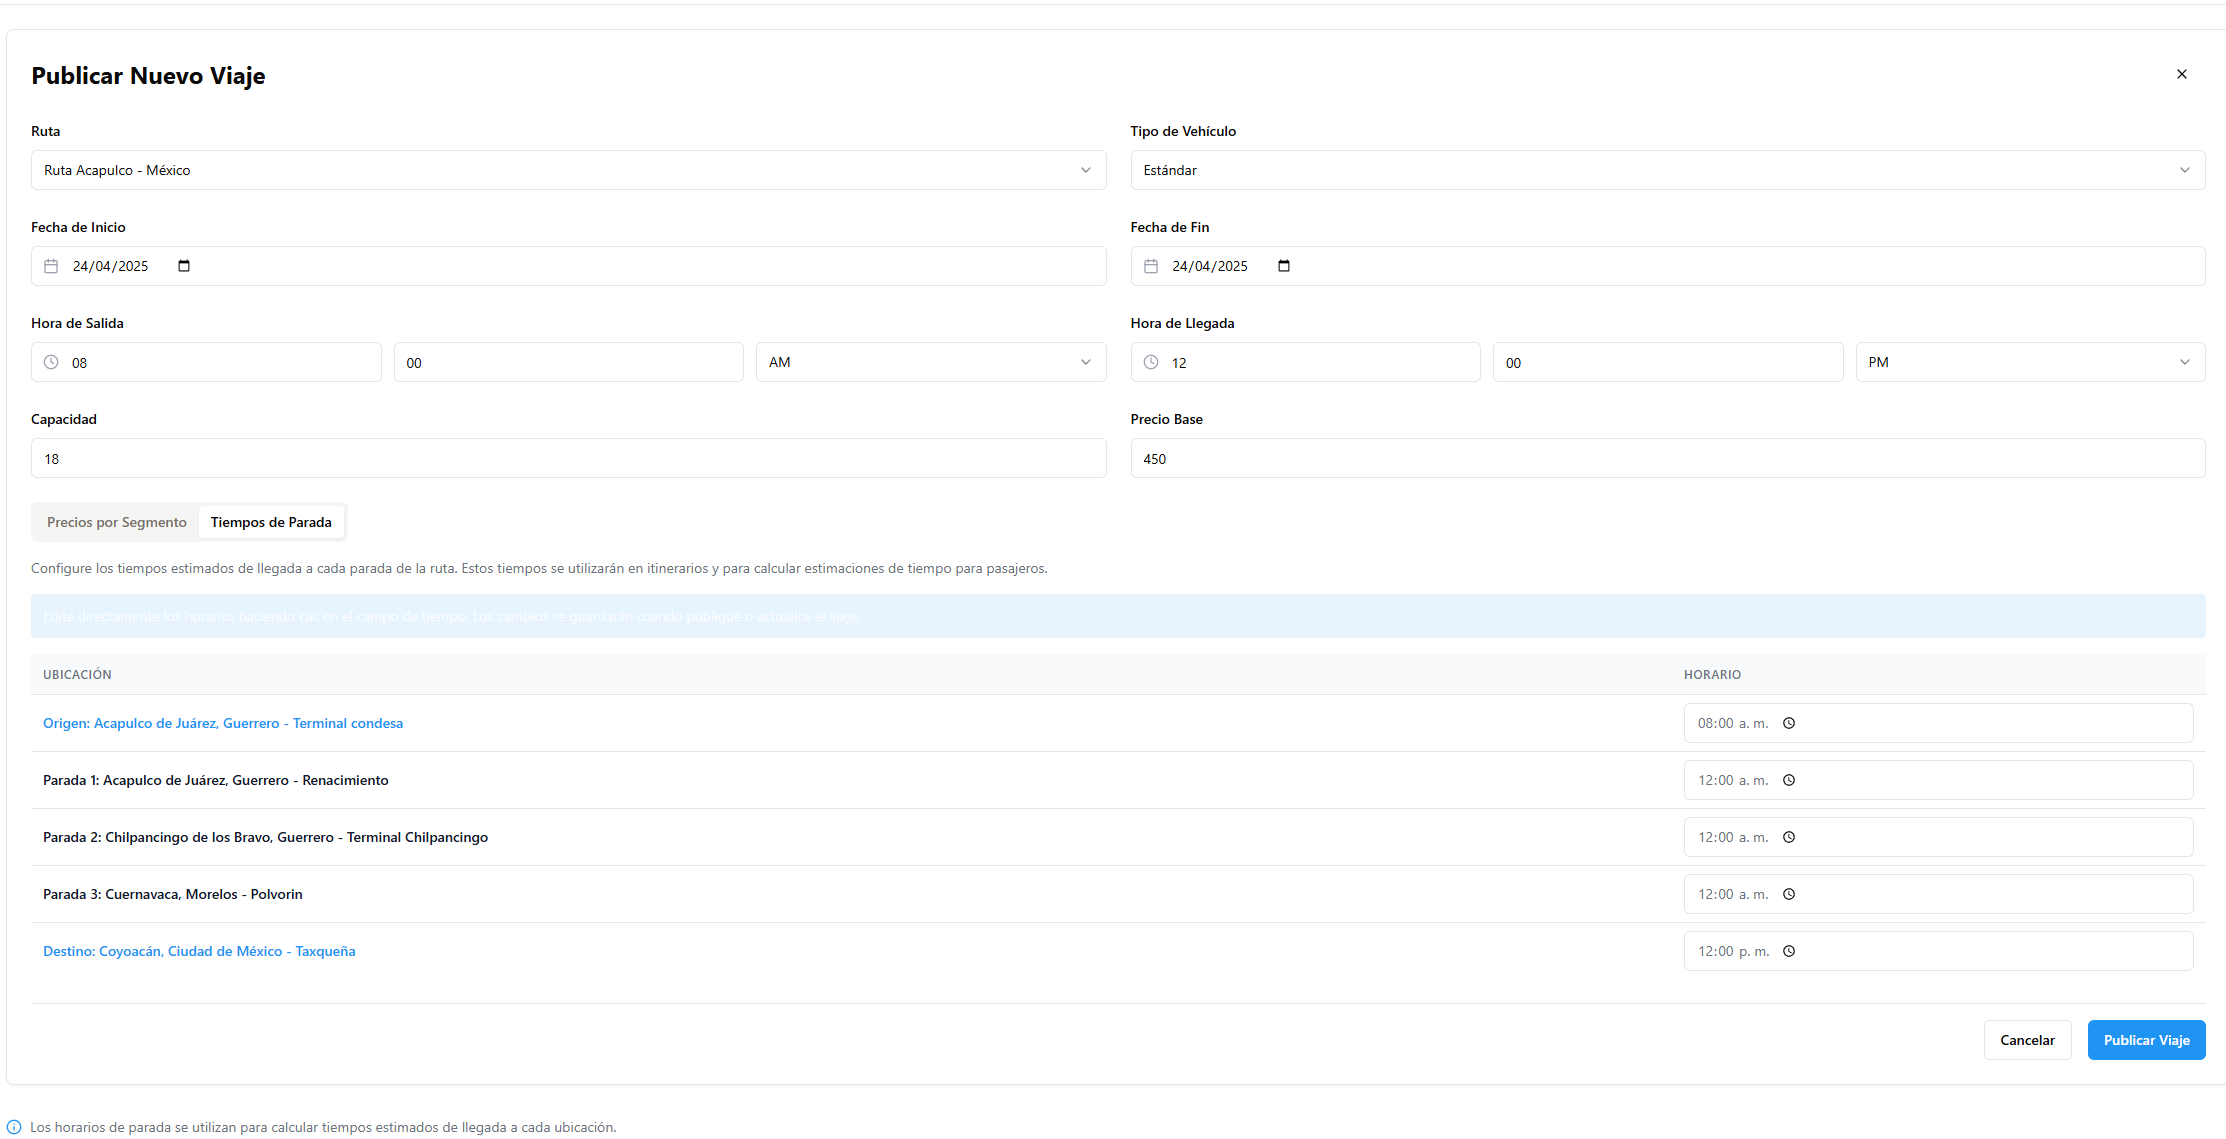 Publicar Nuevo Viaje
Ruta
Tipo de Vehículo
Ruta Acapulco - México
Estándar
Fecha de Inicio
Fecha de Fin
24/04/2025
24/04/2025
Hora de Salida
Hora de Llegada
08
00
AM
12
00
PM
Capacidad
Precio Base
18
450
Precios por Segmento
Tiempos de Parada
Configure los tiempos estimados de llegada a cada parada de la ruta. Estos tiempos se utilizarán en itinerarios y para calcular estimaciones de tiempo para pasajeros.
Edite directamente los horarios haciendo clic en el campo de tiempo. Los cambios se guardarán cuando publique o actualice el viaje.
UBICACIÓN
HORARIO
Origen: Acapulco de Juárez, Guerrero - Terminal condesa
08:00 a. m.
Parada 1: Acapulco de Juárez, Guerrero - Renacimiento
12:00 a. m.
Parada 2: Chilpancingo de los Bravo, Guerrero - Terminal Chilpancingo
12:00 a. m.
Parada 3: Cuernavaca, Morelos - Polvorin
12:00 a. m.
Destino: Coyoacán, Ciudad de México - Taxqueña
12:00 p. m.
Cancelar
Publicar Viaje
Los horarios de parada se utilizan para calcular tiempos estimados de llegada a cada ubicación.